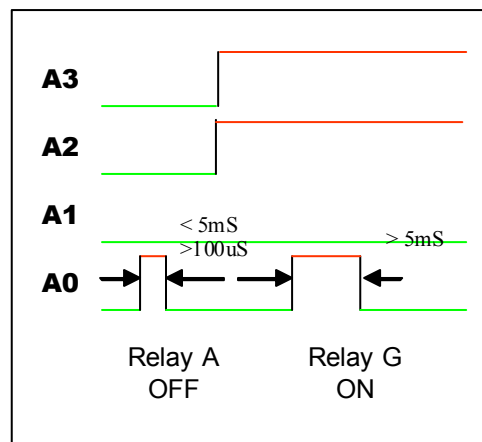 A3
A2
A1
< 5mS
>100uS
> 5mS
A0
Relay A
OFF
Relay G
ON